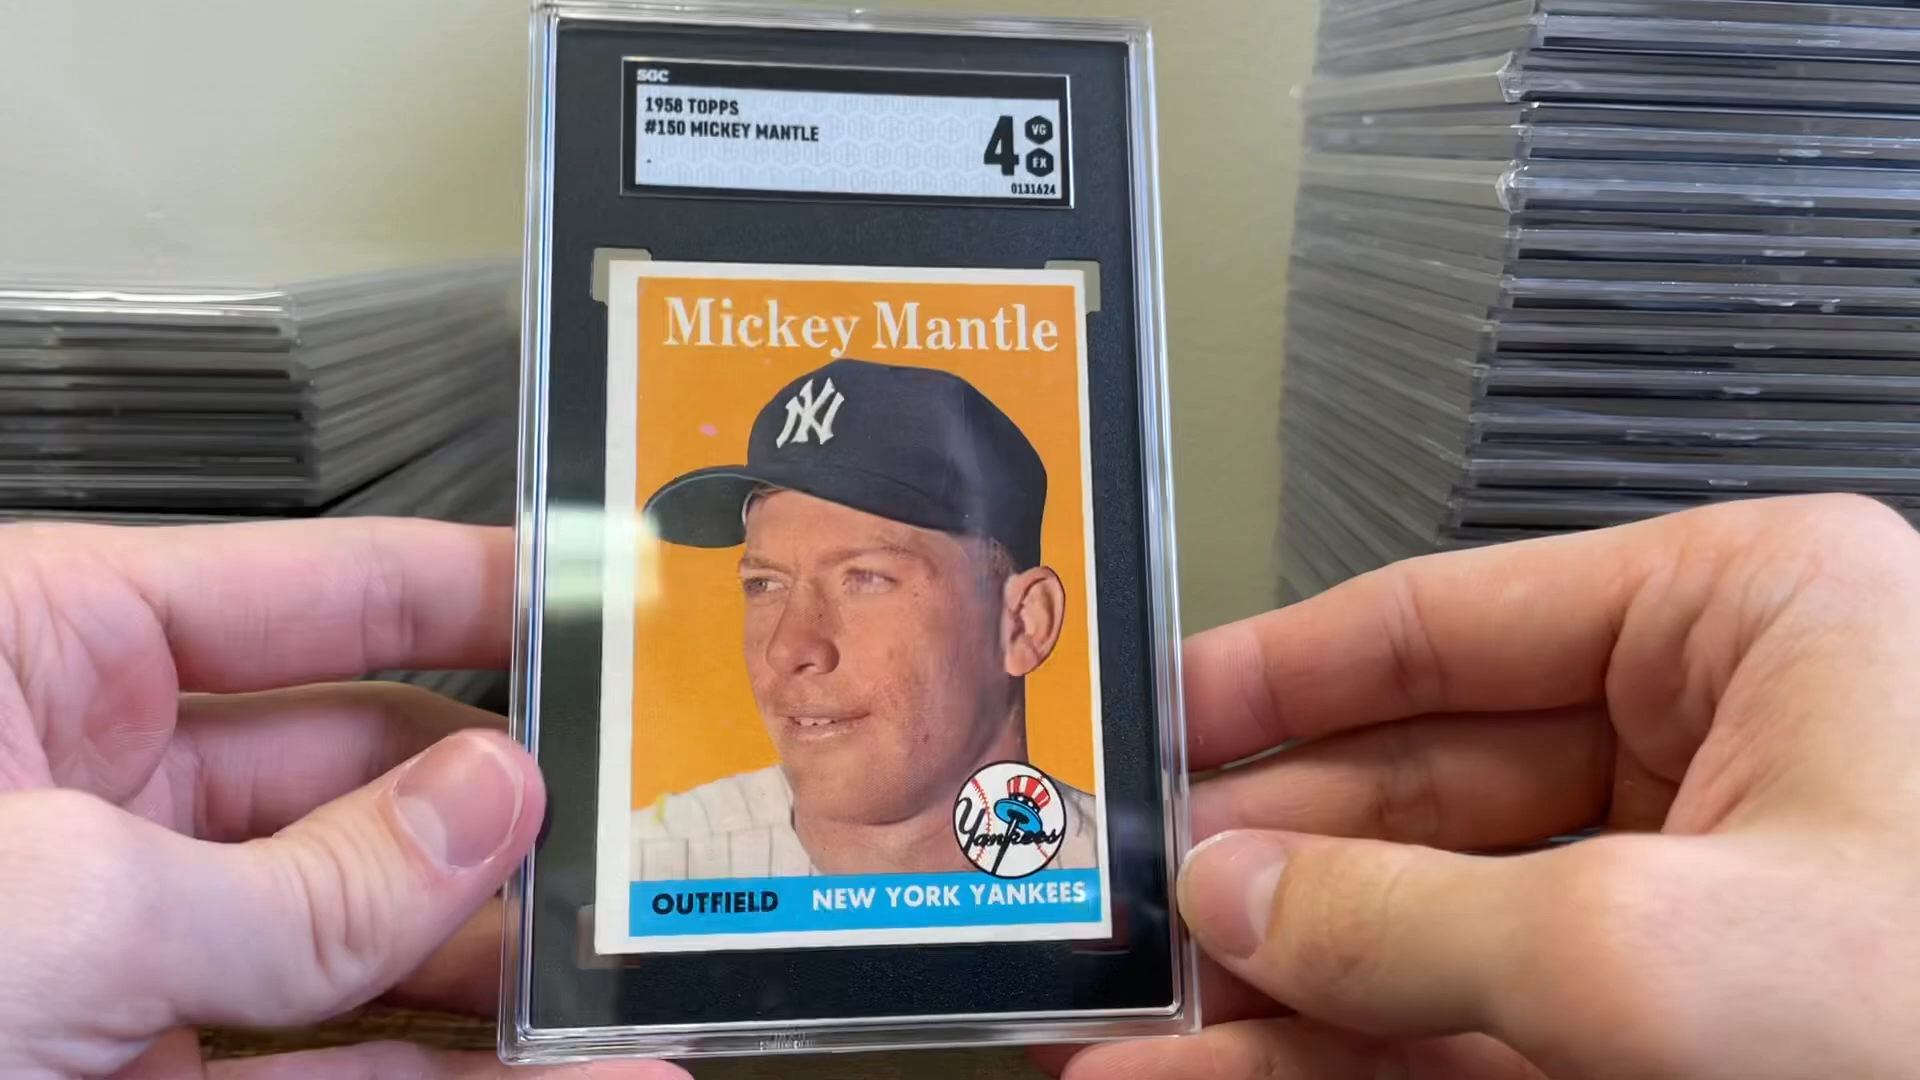 SGC
1958 TOPPS
#150 MICKEY MANTLE
4 VG
EX
0131624
Mickey Mantle
NY
Yankees
OUTFIELD NEW YORK YANKEES